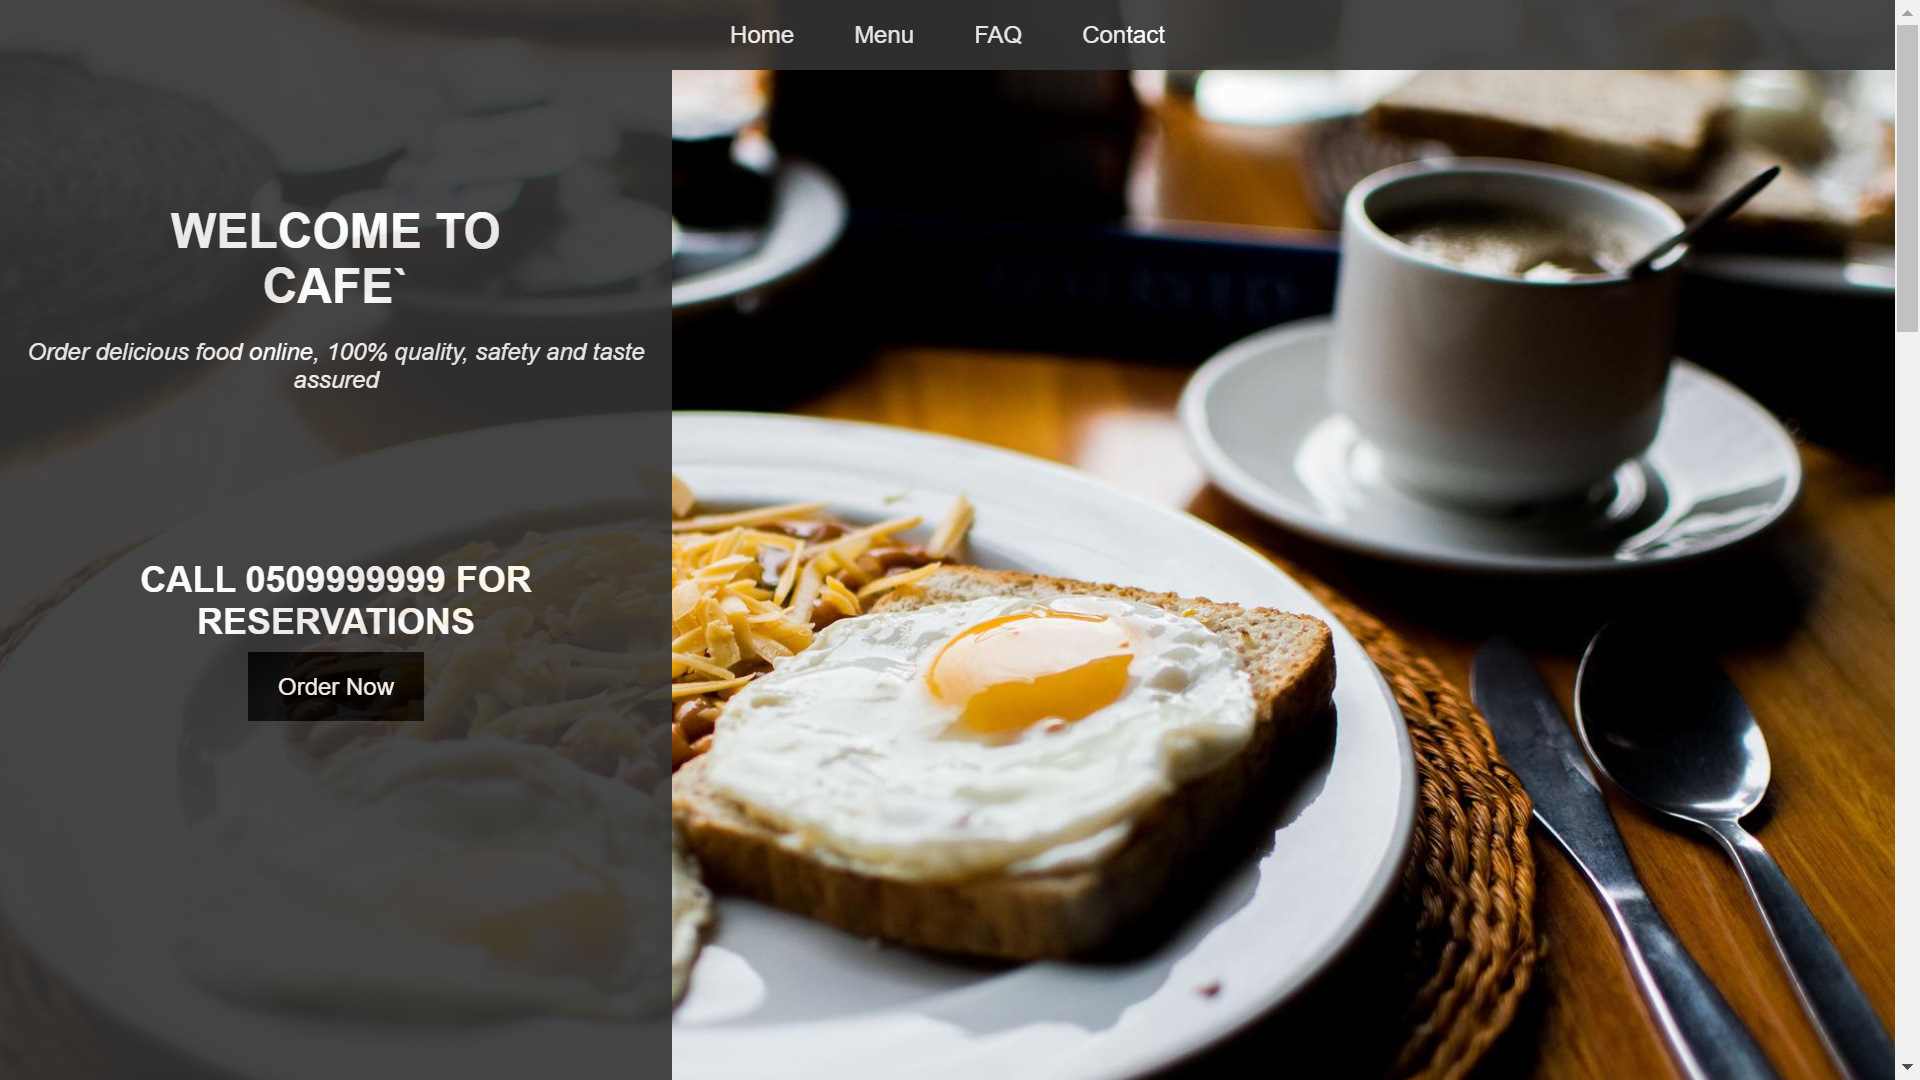 Home Menu FAQ Contact
WELCOME TO
CAFE`
Order delicious food online, 100% quality, safety and taste
assured
CALL 0509999999 FOR
RESERVATIONS
Order Now